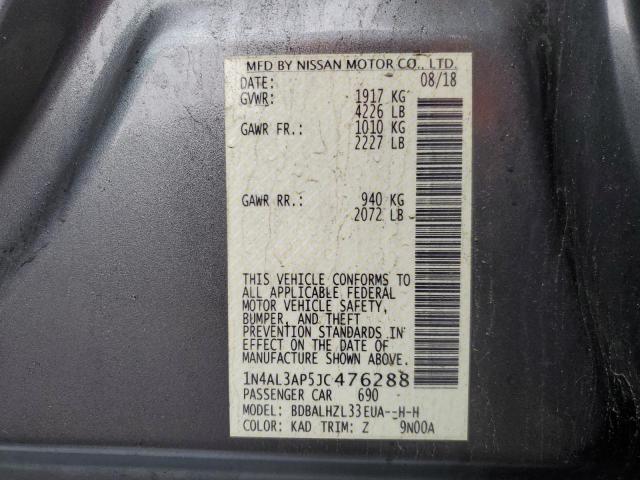 MFD BY NISSAN MOTOR CO., LTD.
DATE: 08/18
GVWR: 1917 KG
4226 LB
GAWR FR.: 1010 KG
2227 LB
GAWR RR.: 940 KG
2072 LB
THIS VEHICLE CONFORMS TO
ALL APPLICABLE FEDERAL
MOTOR VEHICLE SAFETY,
BUMPER, AND THEFT
PREVENTION STANDARDS IN
EFFECT ON THE DATE OF
MANUFACTURE SHOWN ABOVE.
1N4AL3AP5JC476288
PASSENGER CAR 690
MODEL: BDBALHZL33EUA--H-H
COLOR: KAD TRIM: Z 9N00A